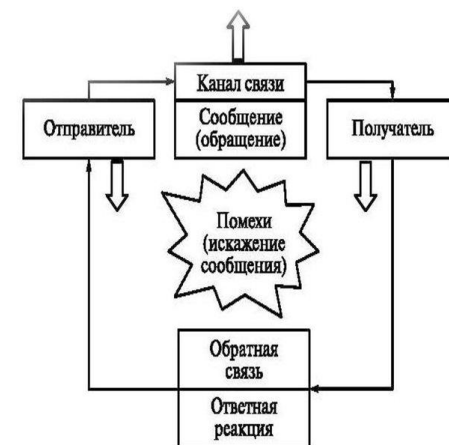 Канал связи
Сообщение
(обращение)
Отправитель
Получатель
Помехи
(искажение
сообщения)
Обратная
связь
Ответная
реакция